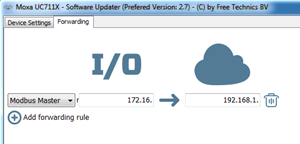 Moxa UC711X - Software Updater (Prefered Version: 2.7) - (C) by Free Technics BV
Device Settings Forwarding
I/O
Modbus Master r 172.16. 192.168.1.
Add forwarding rule